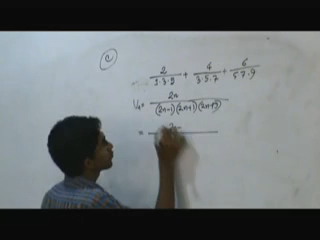 e
2/1·3·5 + 4/3·5·7 + 6/5·7·9
2n/(2n-1)(2n+1)(2n+3)
=